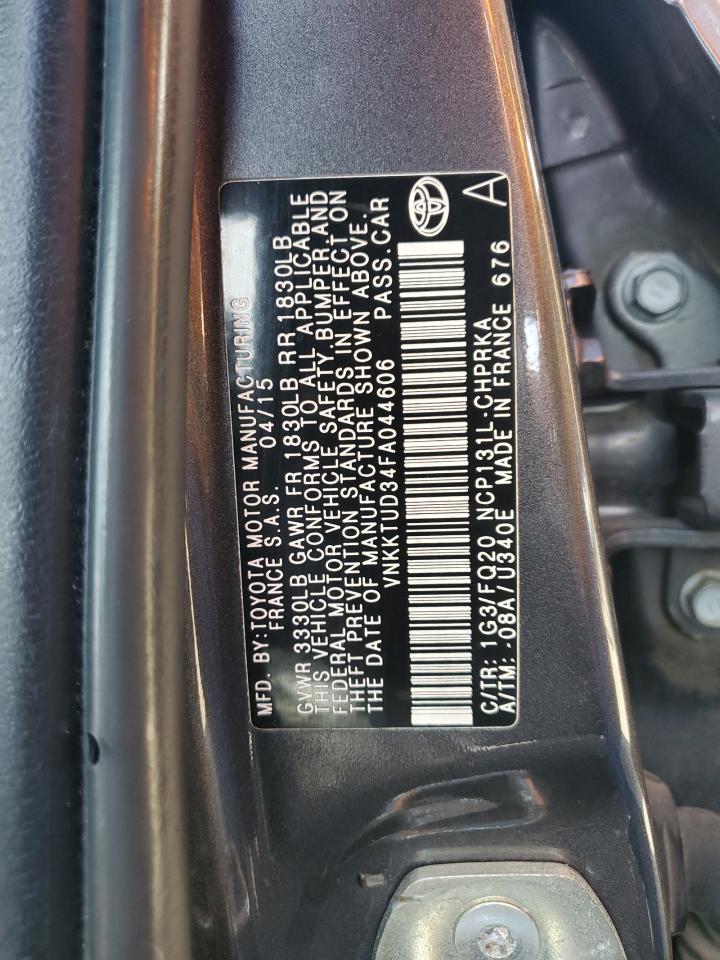 MFD. BY: TOYOTA MOTOR MANUFACTURING
FRANCE S.A.S. 04/15
GVWR 3330LB GAWR FR 1830LB RR 1830LB
THIS VEHICLE CONFORMS TO ALL APPLICABLE
FEDERAL MOTOR VEHICLE SAFETY, BUMPER, AND
THEFT PREVENTION STANDARDS IN EFFECT ON
THE DATE OF MANUFACTURE SHOWN ABOVE.
VNKKTUD34FA044606 PASS.CAR
C/TR: 1G3/FQ20 NCP131L-CHPRKA
A/TM: -08A/U340E MADE IN FRANCE 676 A